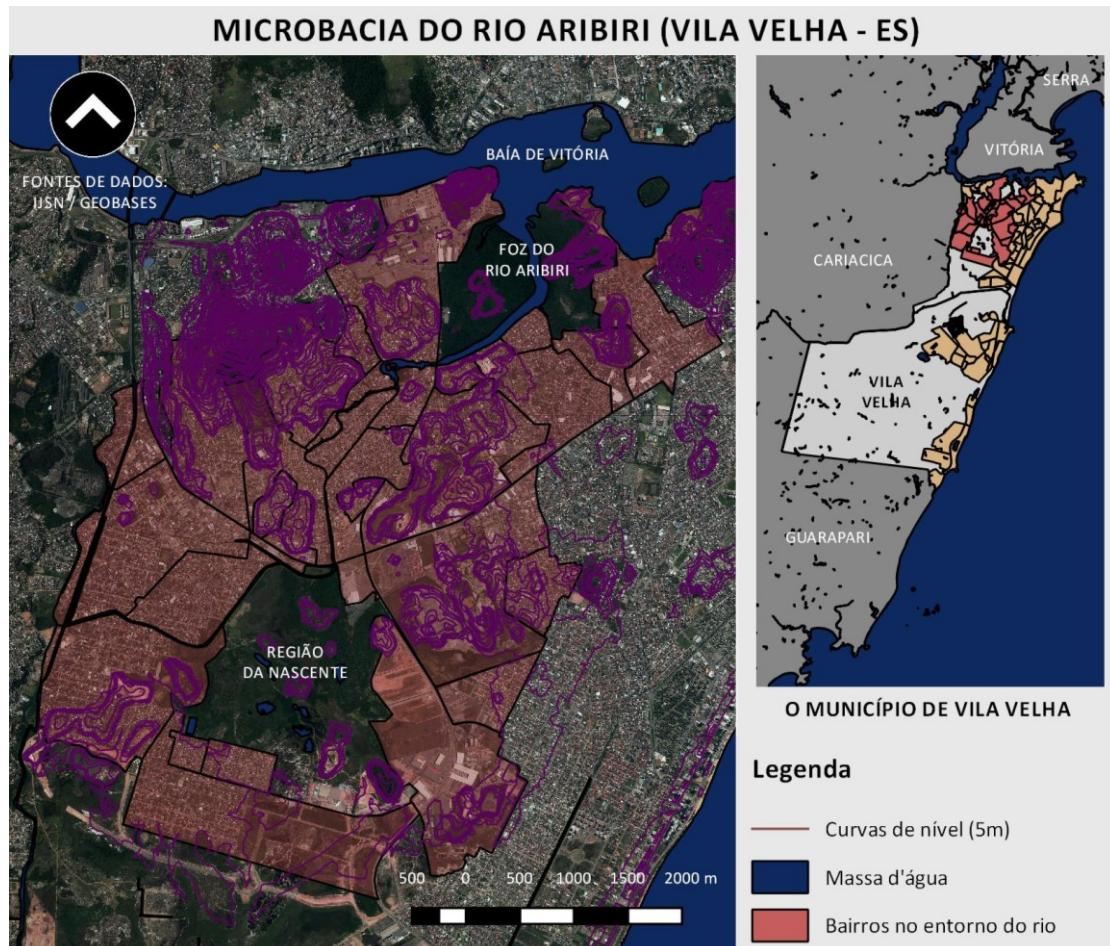 MICROBACIA DO RIO ARIBIRI (VILA VELHA - ES)
FONTES DE DADOS:
IJSN / GEOBASES
BAÍA DE VITÓRIA
FOZ DO
RIO ARIBIRI
REGIÃO
DA NASCENTE
500 0 500 1000 1500 2000 m
SERRA
VITÓRIA
CARIACICA
VILA
VELHA
GUARAPARI
O MUNICÍPIO DE VILA VELHA
Legenda
Curvas de nível (5m)
Massa d'água
Bairros no entorno do rio